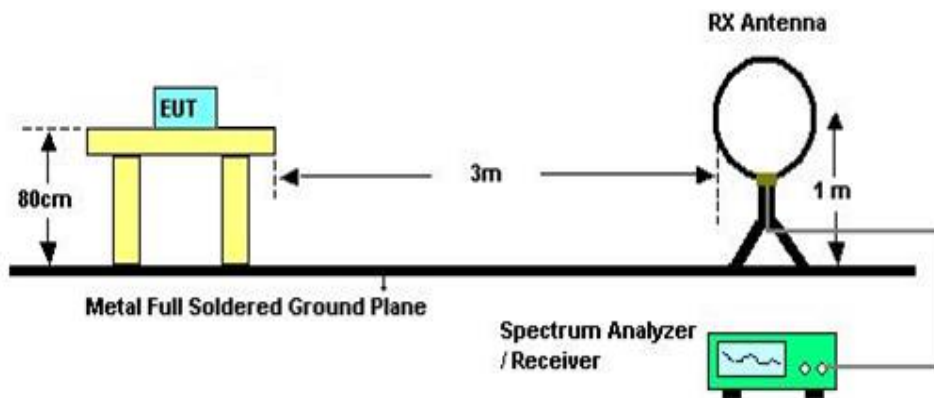 RX Antenna
EUT
3m
80cm
1 m
Metal Full Soldered Ground Plane
Spectrum Analyzer
/ Receiver